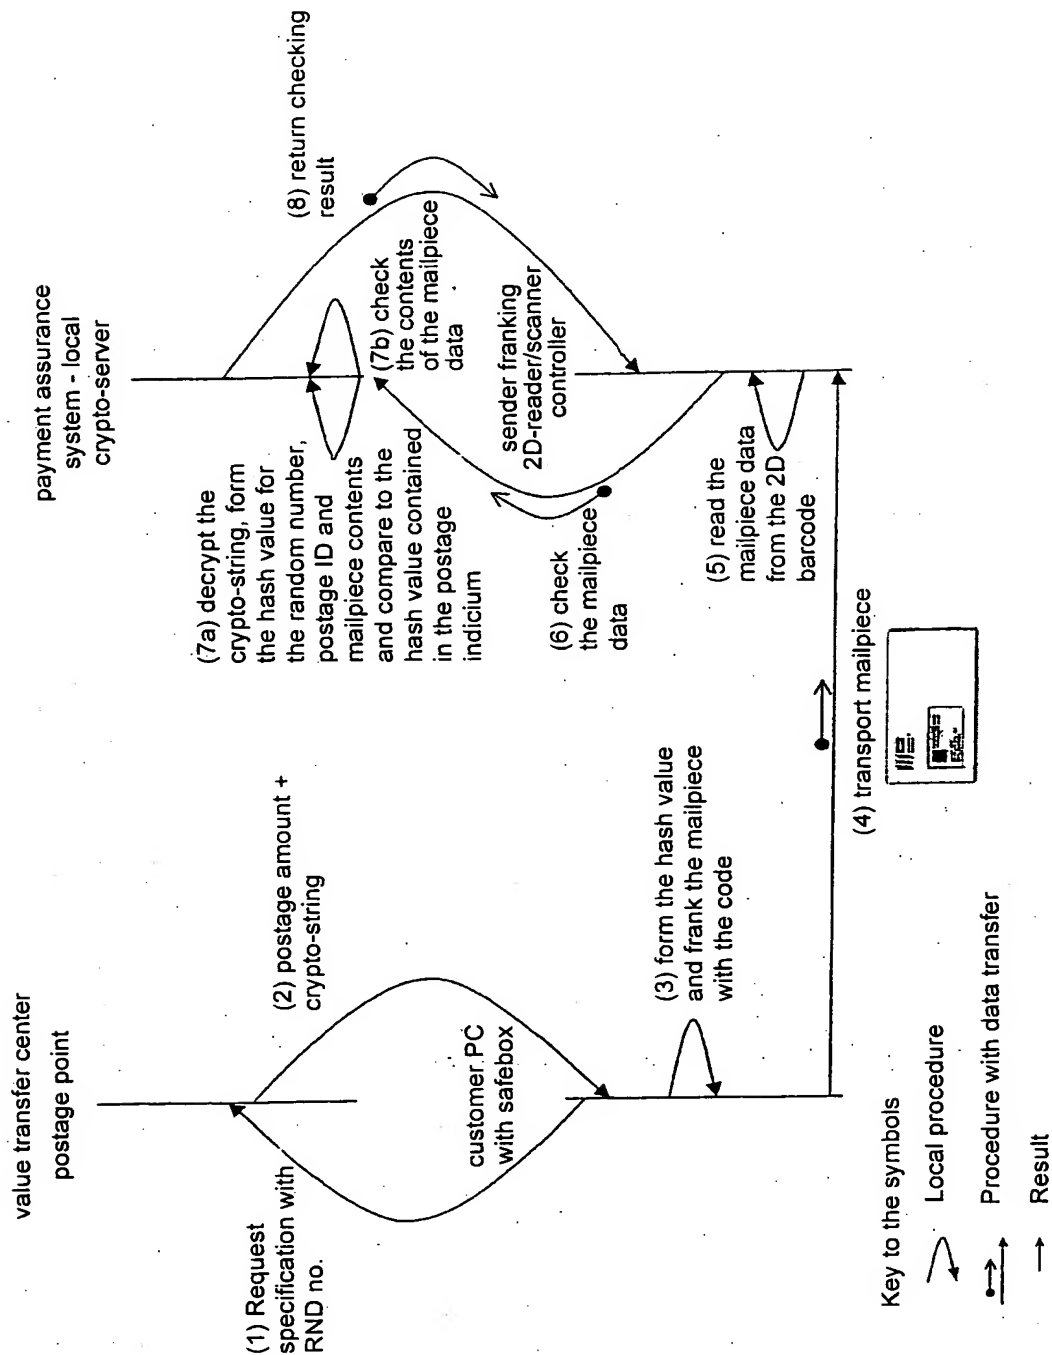 value transfer center
postage point
(1) Request
specification with
RND no.
(2) postage amount +
crypto-string
customer PC
with safebox
(3) form the hash value
and frank the mailpiece
with the code
(4) transport mailpiece
payment assurance
system - local
crypto-server
(7a) decrypt the
crypto-string, form
the hash value for
the random number,
postage ID and
mailpiece contents
and compare to the
hash value contained
in the postage
indicium
(7b) check
the contents
of the mailpiece
data
(8) return checking
result
sender franking
2D-reader/scanner
controller
(6) check
the mailpiece
data
(5) read the
mailpiece data
from the 2D
barcode
Key to the symbols
Local procedure
Procedure with data transfer
Result